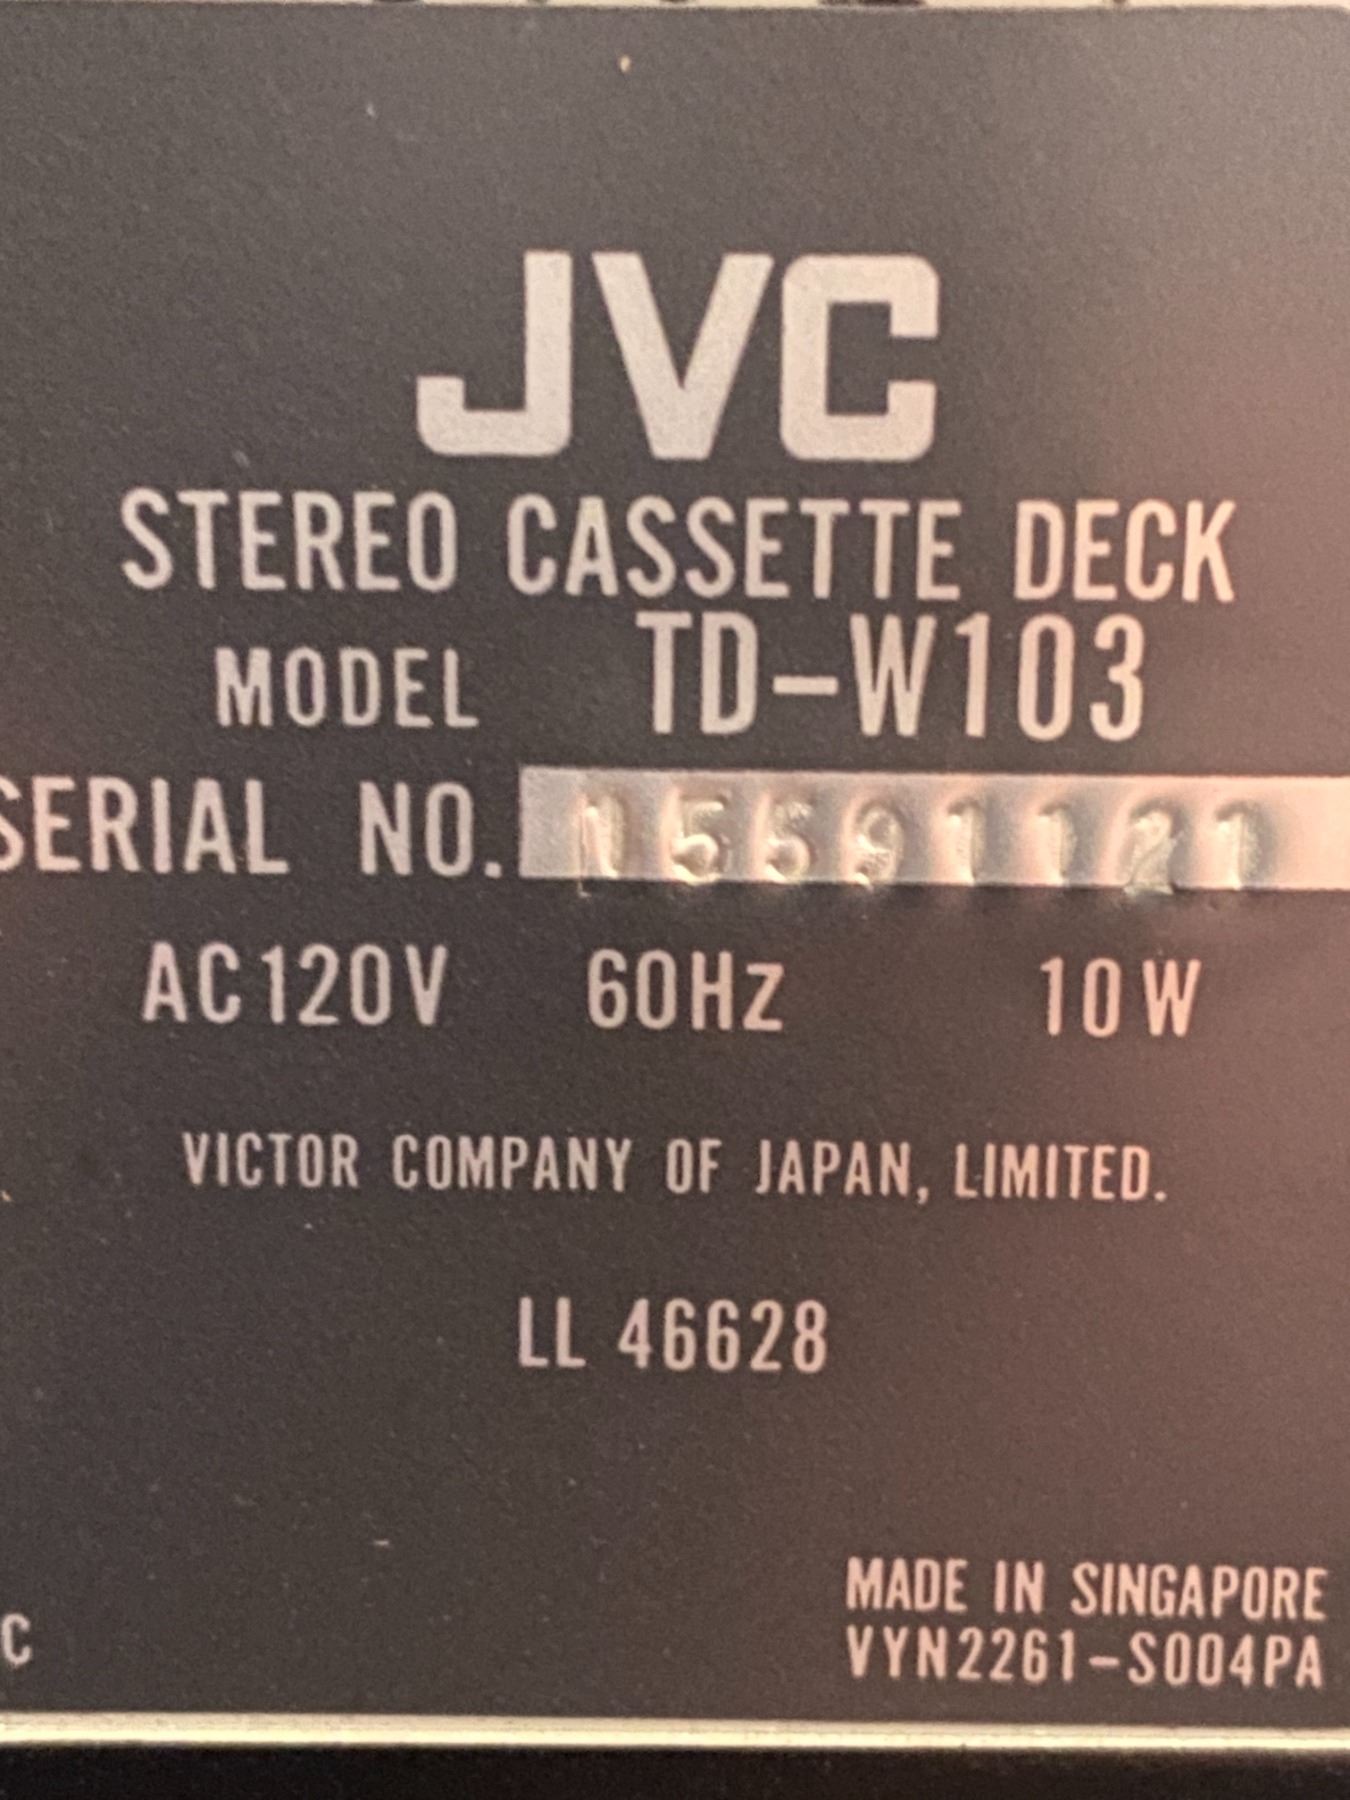 JVC
STEREO CASSETTE DECK
MODEL TD-W103
SERIAL NO. 15591121
AC120V 60Hz 10W
VICTOR COMPANY OF JAPAN, LIMITED.
LL 46628
MADE IN SINGAPORE
C VYN2261-S004PA